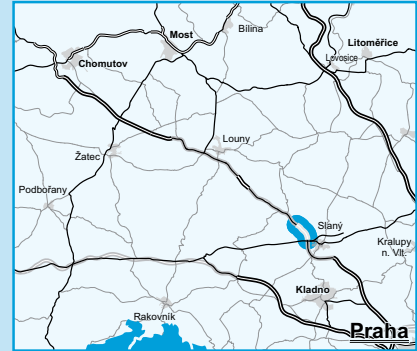 Bílina
Most
Litoměřice
Lovosice
Chomutov
Louny
Žatec
Podbořany
Slaný
Kralupy
n. Vlt.
Kladno
Rakovník
Praha